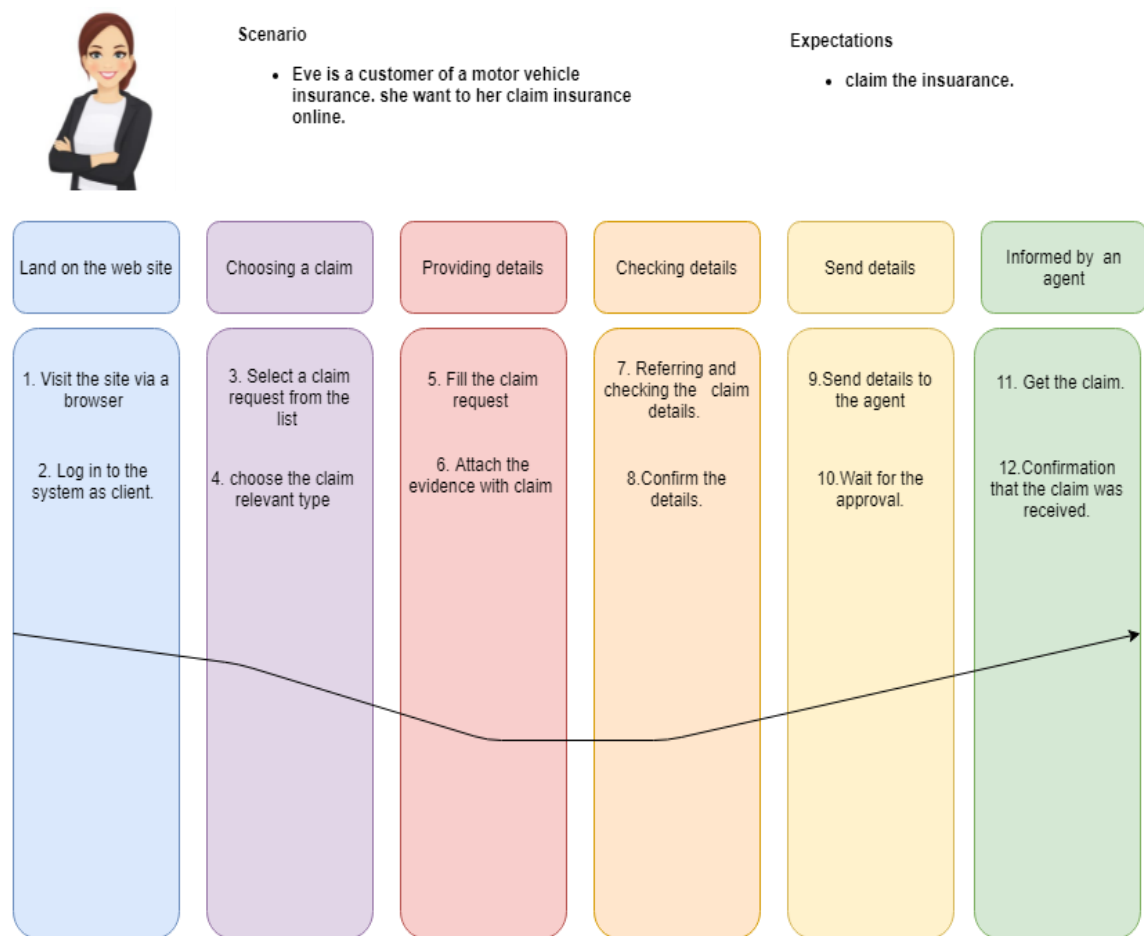 Scenario
Expectations
• Eve is a customer of a motor vehicle
insurance. she want to her claim insurance
online.
• claim the insuarance.
Land on the web site
Choosing a claim
Providing details
Checking details
Send details
Informed by an
agent
1. Visit the site via a
browser
2. Log in to the
system as client.
3. Select a claim
request from the
list
4. choose the claim
relevant type
5. Fill the claim
request
6. Attach the
evidence with claim
7. Referring and
checking the claim
details.
8.Confirm the
details.
9.Send details to
the agent
10.Wait for the
approval.
11. Get the claim.
12.Confirmation
that the claim was
received.